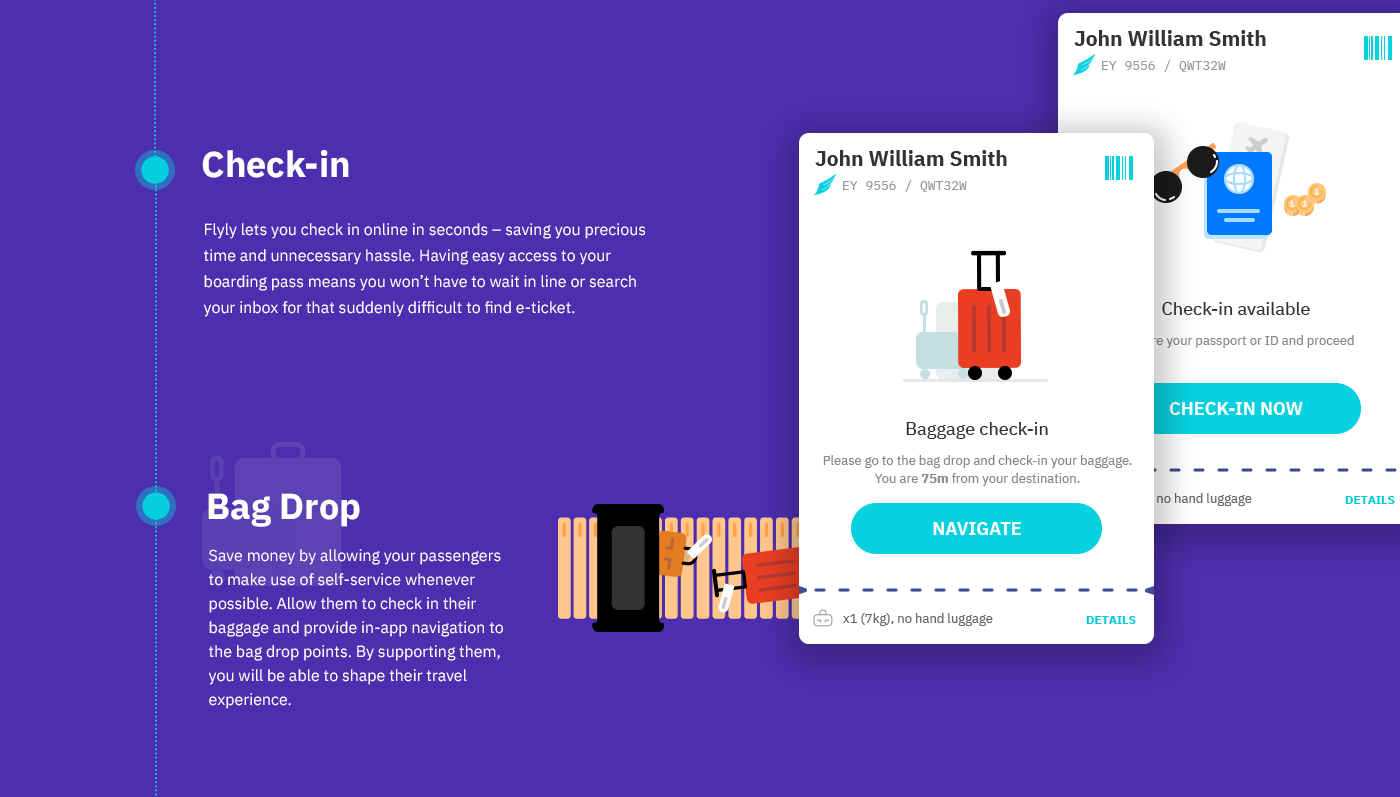 Check-in
Flyly lets you check in online in seconds – saving you precious
time and unnecessary hassle. Having easy access to your
boarding pass means you won’t have to wait in line or search
your inbox for that suddenly difficult to find e-ticket.
Bag Drop
Save money by allowing your passengers
to make use of self-service whenever
possible. Allow them to check in their
baggage and provide in-app navigation to
the bag drop points. By supporting them,
you will be able to shape their travel
experience.
John William Smith
EY 9556 / QWT32W
Baggage check-in
Please go to the bag drop and check-in your baggage.
You are 75m from your destination.
NAVIGATE
x1 (7kg), no hand luggage
DETAILS
John William Smith
EY 9556 / QWT32W
Check-in available
your passport or ID and proceed
CHECK-IN NOW
no hand luggage
DETAILS